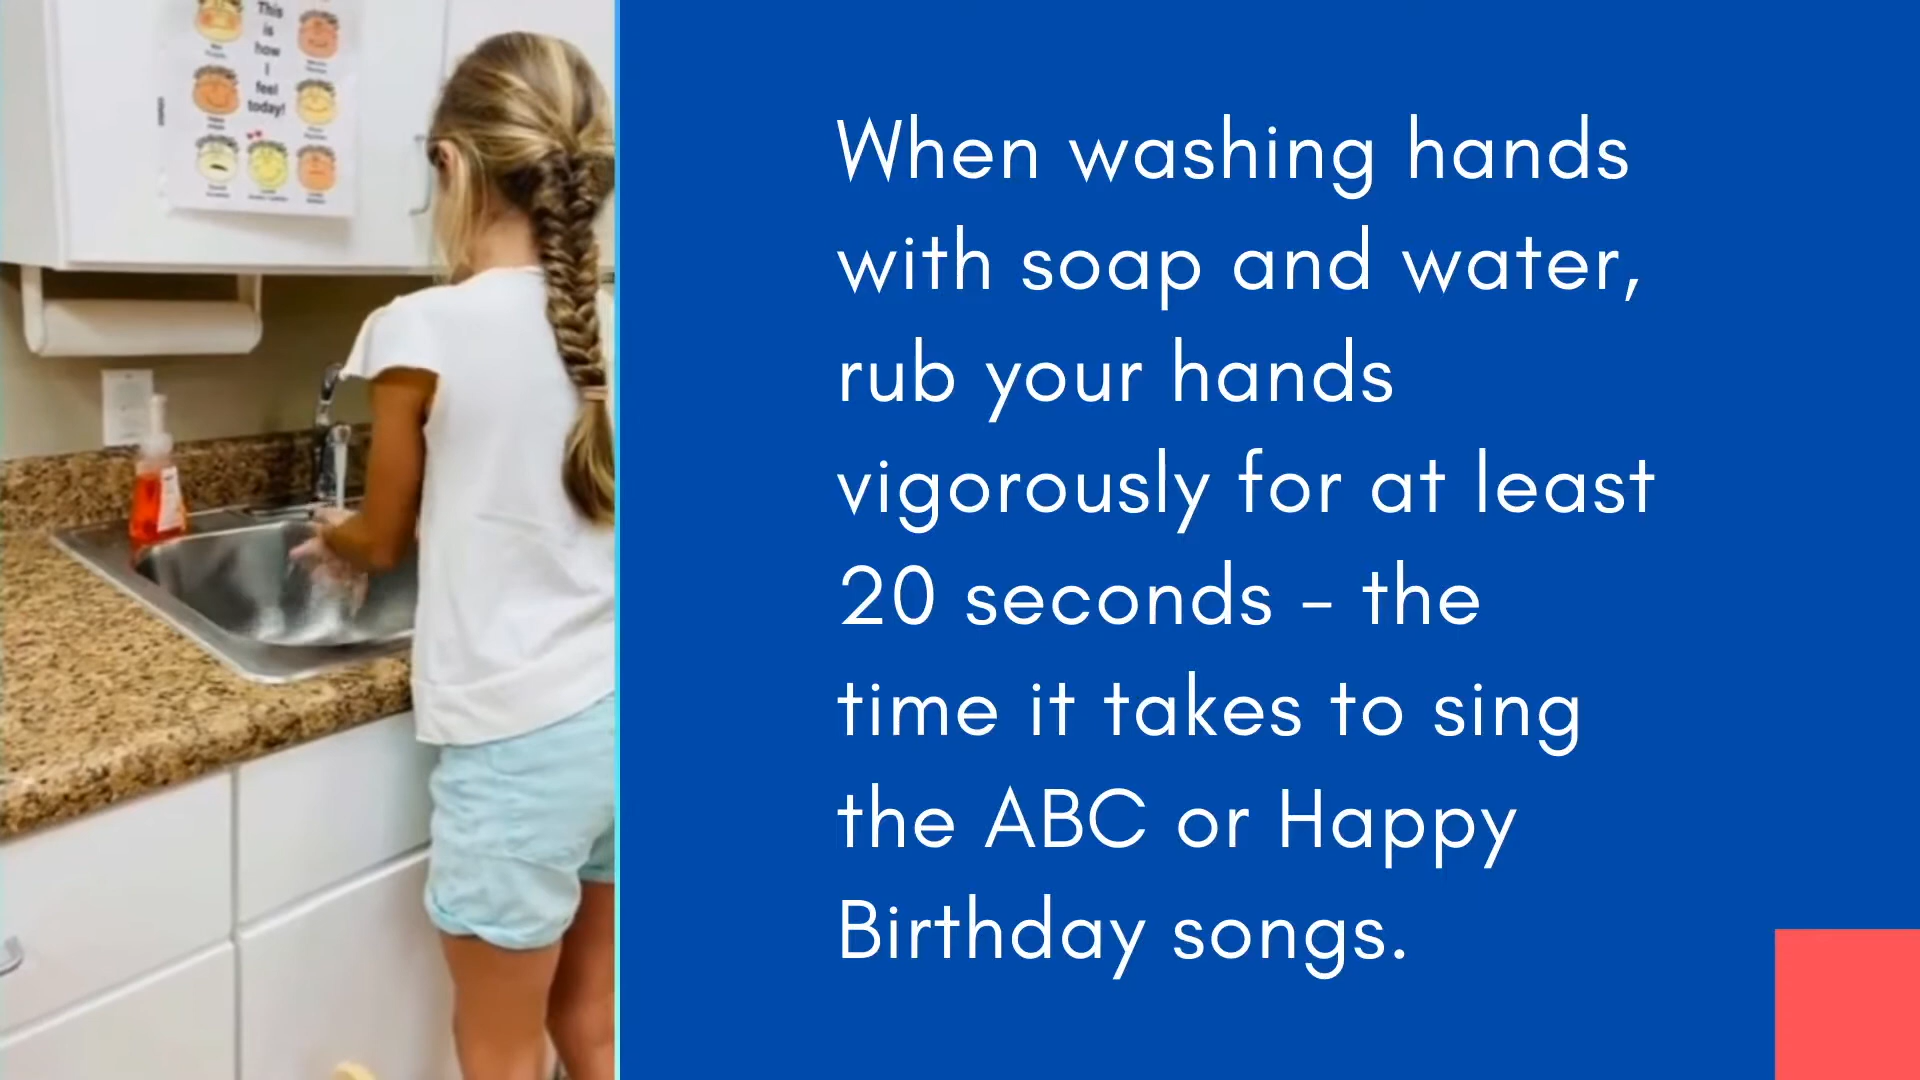 This
is
how
I
feel
today!
When washing hands
with soap and water,
rub your hands
vigorously for at least
20 seconds – the
time it takes to sing
the ABC or Happy
Birthday songs.